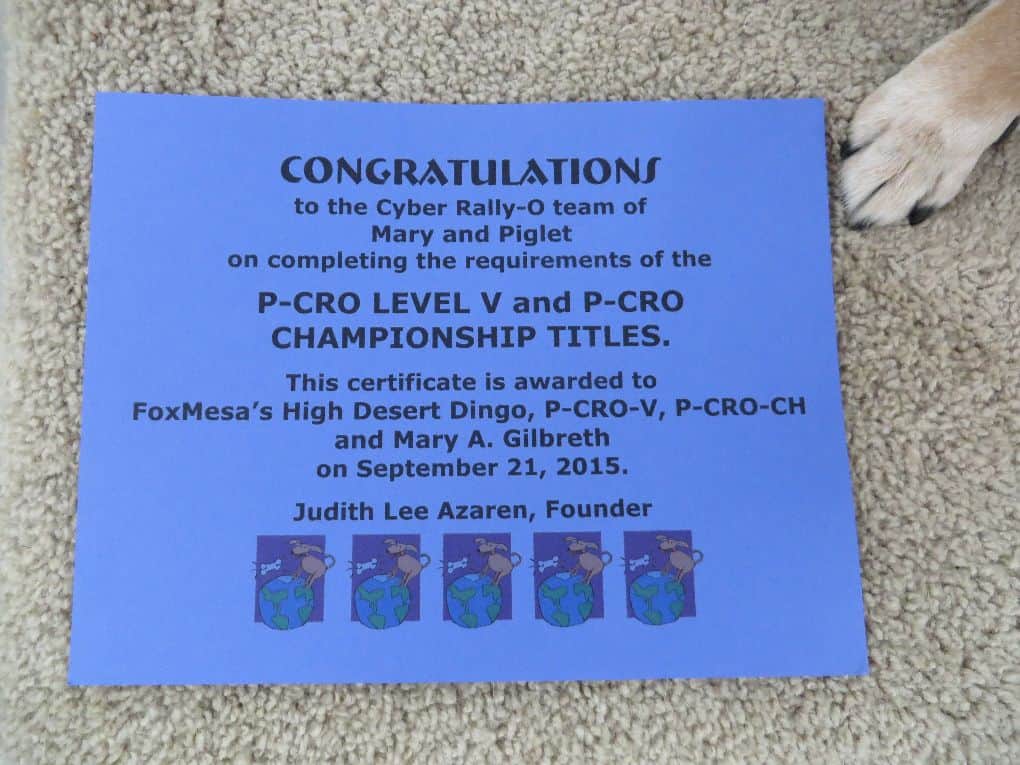 CONGRATULATIONS
to the Cyber Rally-O team of
Mary and Piglet
on completing the requirements of the
P-CRO LEVEL V and P-CRO
CHAMPIONSHIP TITLES.
This certificate is awarded to
FoxMesa’s High Desert Dingo, P-CRO-V, P-CRO-CH
and Mary A. Gilbreth
on September 21, 2015.
Judith Lee Azaren, Founder